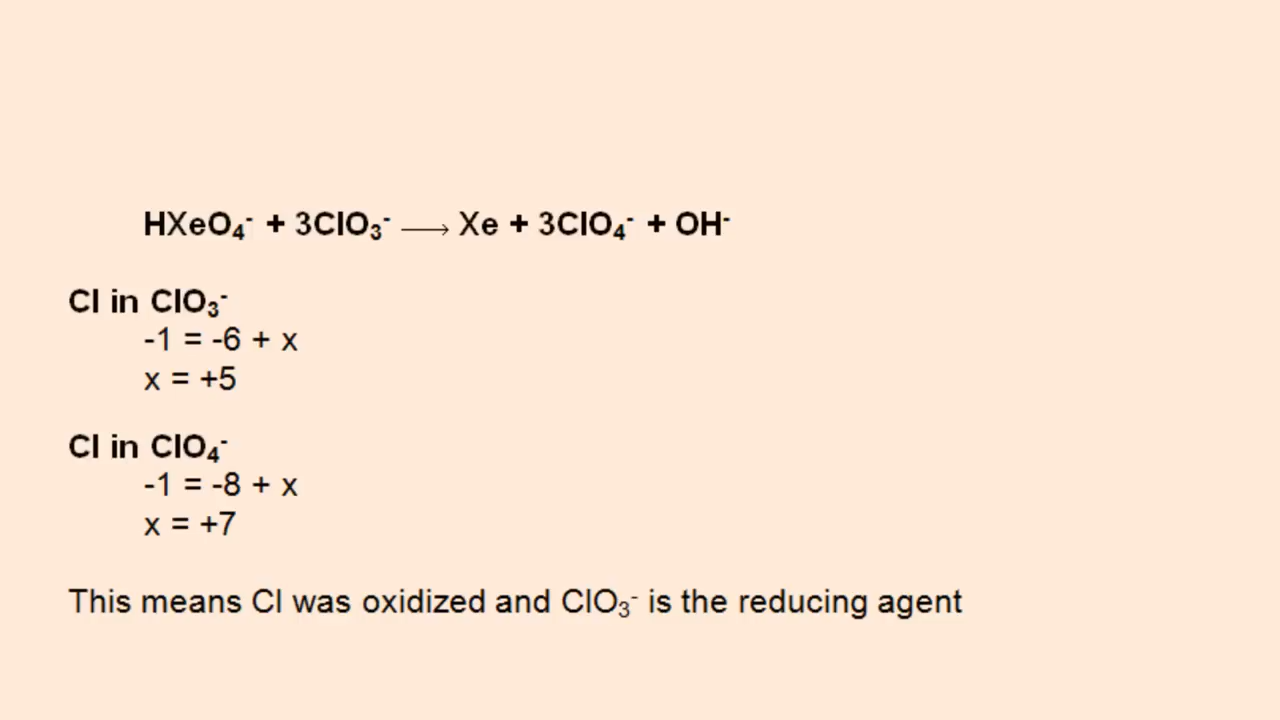 HXeO₄⁻ + 3ClO₃⁻ ⟶ Xe + 3ClO₄⁻ + OH⁻
Cl in ClO₃⁻
-1 = -6 + x
x = +5
Cl in ClO₄⁻
-1 = -8 + x
x = +7
This means Cl was oxidized and ClO₃⁻ is the reducing agent